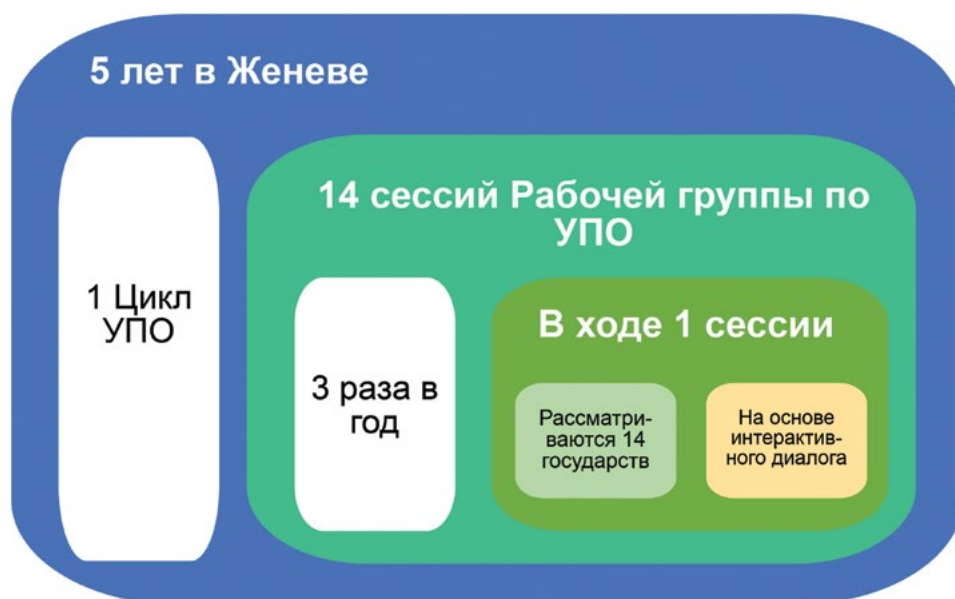 5 лет в Женеве
14 сессий Рабочей группы по
УПО
1 Цикл
УПО
3 раза в
год
В ходе 1 сессии
Рассматри-
ваются 14
государств
На основе
интерактив-
ного диалога